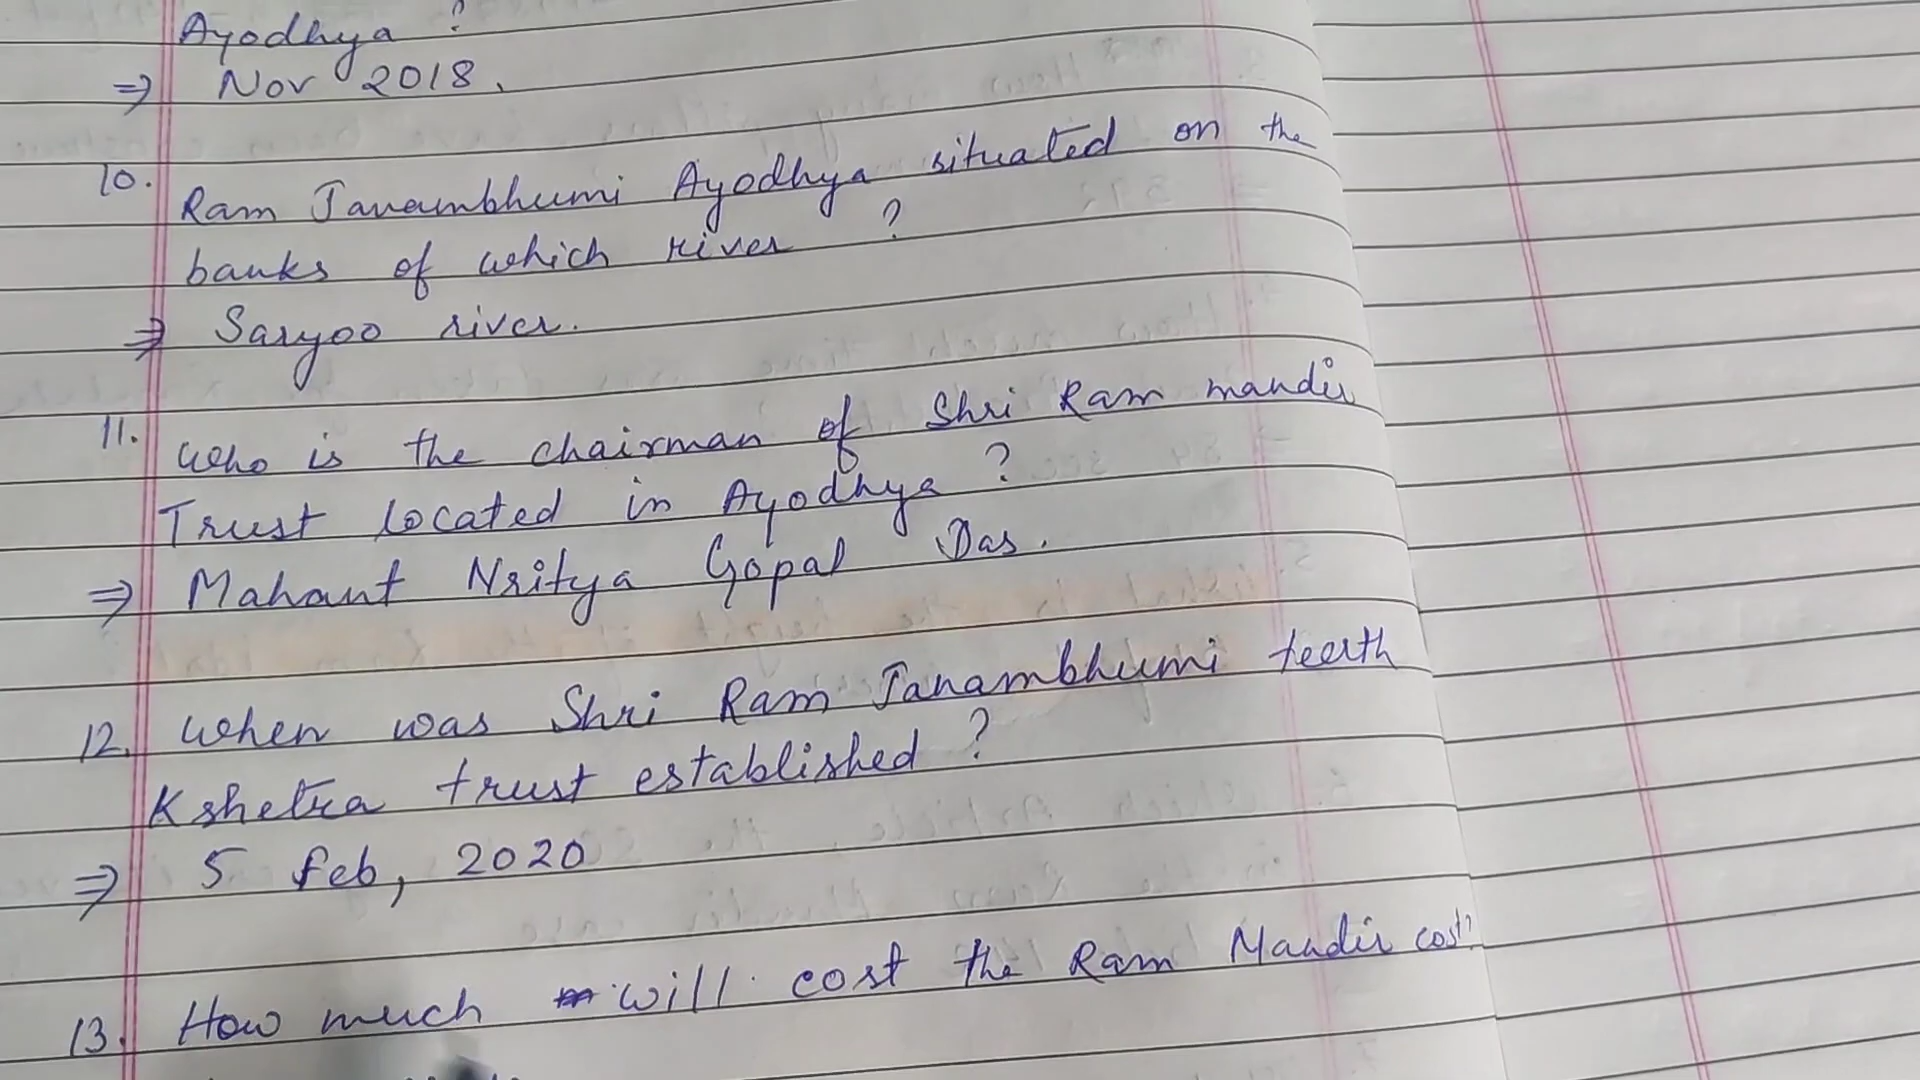 Ayodhya ?
⇒ Nov 2018.
10. Ram Janambhumi Ayodhya situated on the
banks of which river ?
⇒ Saryoo river.
11. Who is the chairman of Shri Ram mandir
Trust located in Ayodhya ?
⇒ Mahant Nritya Gopal Das.
12. When was Shri Ram Janambhumi teerth
Kshetra trust established ?
⇒ 5 feb, 2020
13. How much will cost the Ram Mandir cost?